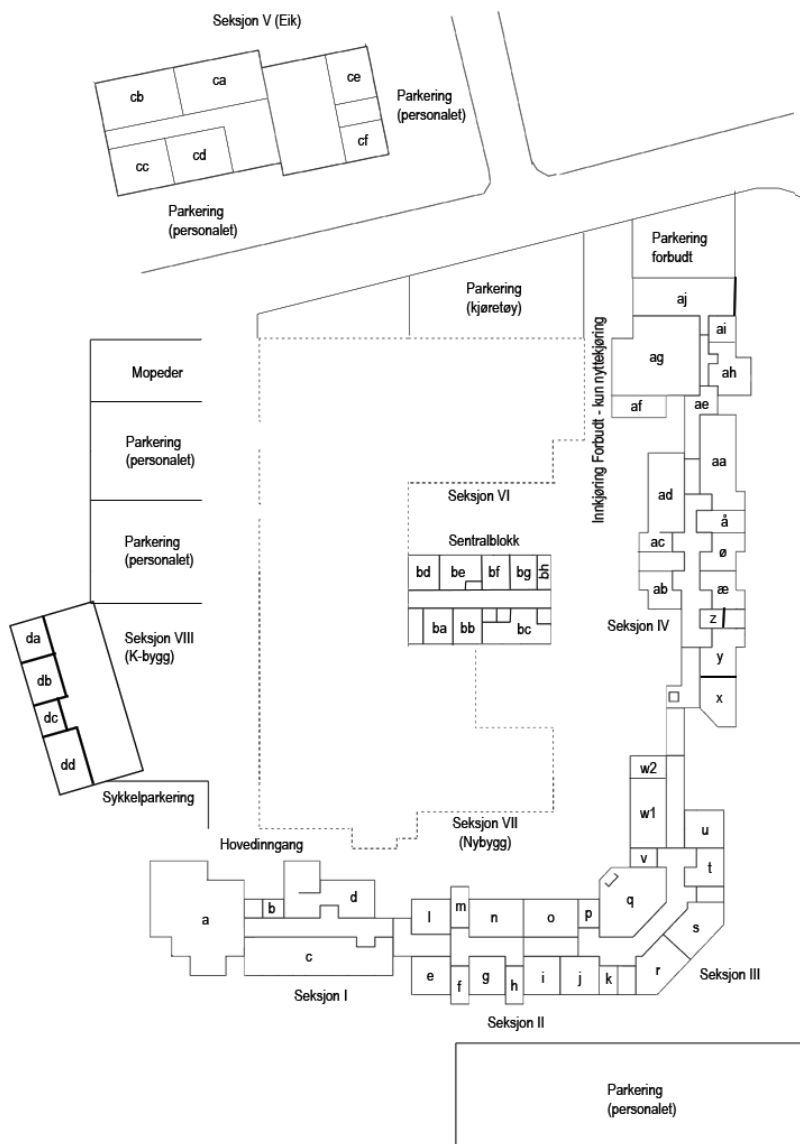 Seksjon V (Eik)
cb
ca
ce
cc
cd
cf
Parkering
(personalet)
Parkering
(personalet)
Parkering
forbudt
Parkering
(kjøretøy)
Innkjøring Forbudt - kun nyttekjøring
aj
ai
ag
ah
af
ae
Mopeder
Parkering
(personalet)
Parkering
(personalet)
aa
ad
å
ac
ø
ab
æ
z
Seksjon IV
y
x
Seksjon VI
Sentralblokk
bd
be
bf
bg
bh
ba
bb
bc
Seksjon VIII
(K-bygg)
da
db
dc
dd
Sykkelparkering
w2
w1
u
v
t
Seksjon VII
(Nybygg)
Hovedinngang
a
b
d
c
l
m
n
o
p
q
s
e
f
g
h
i
j
k
r
Seksjon I
Seksjon II
Seksjon III
Parkering
(personalet)